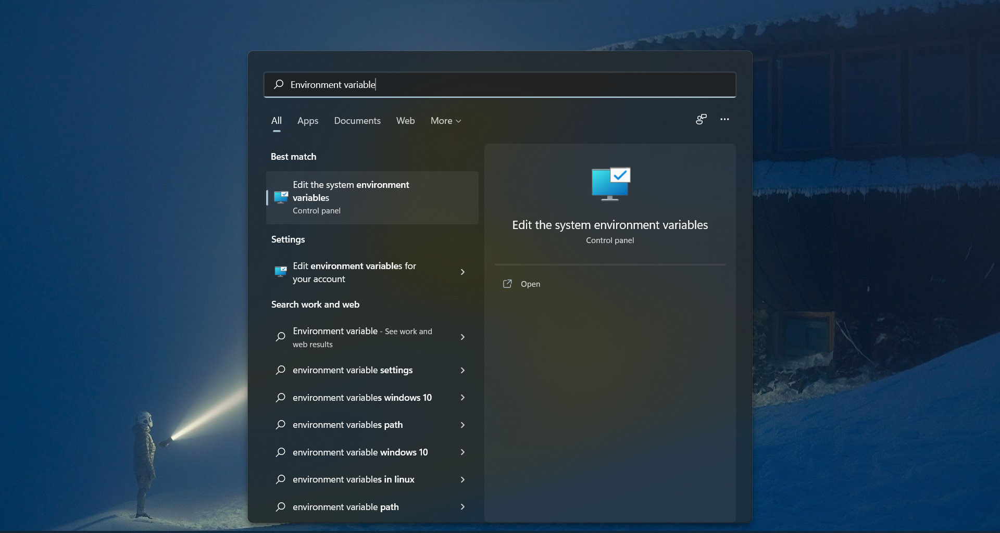 Environment variable
All Apps Documents Web More
Best match
Edit the system environment
variables
Control panel
Settings
Edit environment variables for
your account
Search work and web
Environment variable - See work and
web results
environment variable settings
environment variables windows 10
environment variables path
environment variable windows 10
environment variables in linux
environment variable path
Edit the system environment variables
Control panel
Open